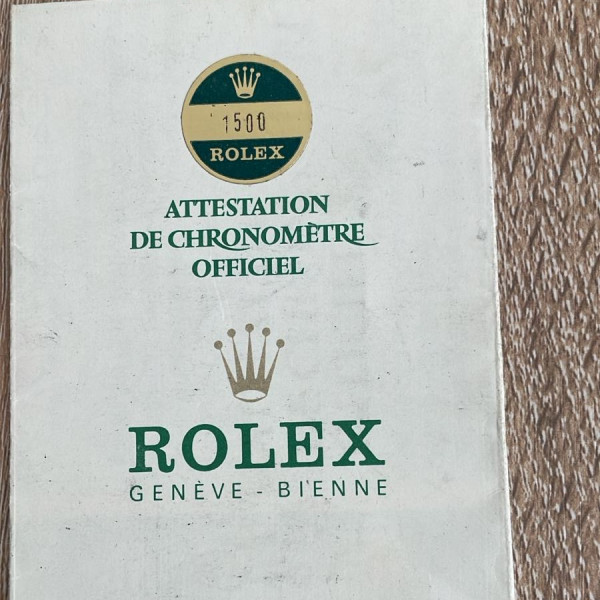 1500
ROLEX
ATTESTATION
DE CHRONOMÈTRE
OFFICIEL
ROLEX
GENÈVE - BIENNE